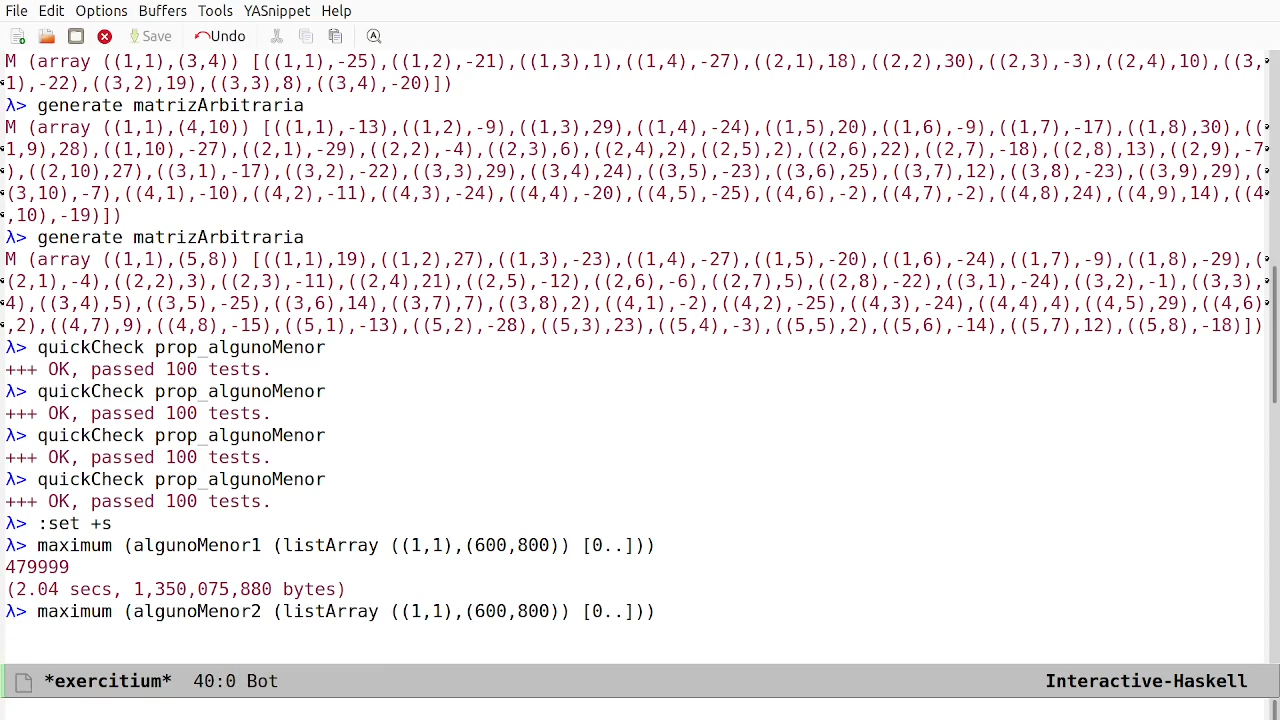 File Edit Options Buffers Tools YASnippet Help
Save Undo
M (array ((1,1),(3,4)) [((1,1),-25),((1,2),-21),((1,3),1),((1,4),-27),((2,1),18),((2,2),30),((2,3),-3),((2,4),10),((3,
1),-22),((3,2),19),((3,3),8),((3,4),-20)])
λ> generate matrizArbitraria
M (array ((1,1),(4,10)) [((1,1),-13),((1,2),-9),((1,3),29),((1,4),-24),((1,5),20),((1,6),-9),((1,7),-17),((1,8),30),((
1,9),28),((1,10),-27),((2,1),-29),((2,2),-4),((2,3),6),((2,4),2),((2,5),2),((2,6),22),((2,7),-18),((2,8),13),((2,9),-7
),((2,10),27),((3,1),-17),((3,2),-22),((3,3),29),((3,4),24),((3,5),-23),((3,6),25),((3,7),12),((3,8),-23),((3,9),29),(
(3,10),-7),((4,1),-10),((4,2),-11),((4,3),-24),((4,4),-20),((4,5),-25),((4,6),-2),((4,7),-2),((4,8),24),((4,9),14),((4
,10),-19)])
λ> generate matrizArbitraria
M (array ((1,1),(5,8)) [((1,1),19),((1,2),27),((1,3),-23),((1,4),-27),((1,5),-20),((1,6),-24),((1,7),-9),((1,8),-29),(
(2,1),-4),((2,2),3),((2,3),-11),((2,4),21),((2,5),-12),((2,6),-6),((2,7),5),((2,8),-22),((3,1),-24),((3,2),-1),((3,3),
4),((3,4),5),((3,5),-25),((3,6),14),((3,7),7),((3,8),2),((4,1),-2),((4,2),-25),((4,3),-24),((4,4),4),((4,5),29),((4,6)
,2),((4,7),9),((4,8),-15),((5,1),-13),((5,2),-28),((5,3),23),((5,4),-3),((5,5),2),((5,6),-14),((5,7),12),((5,8),-18)])
λ> quickCheck prop_algunoMenor
+++ OK, passed 100 tests.
λ> quickCheck prop_algunoMenor
+++ OK, passed 100 tests.
λ> quickCheck prop_algunoMenor
+++ OK, passed 100 tests.
λ> quickCheck prop_algunoMenor
+++ OK, passed 100 tests.
λ> :set +s
λ> maximum (algunoMenor1 (listArray ((1,1),(600,800)) [0..]))
479999
(2.04 secs, 1,350,075,880 bytes)
λ> maximum (algunoMenor2 (listArray ((1,1),(600,800)) [0..]))
*exercitium* 40:0 Bot Interactive-Haskell